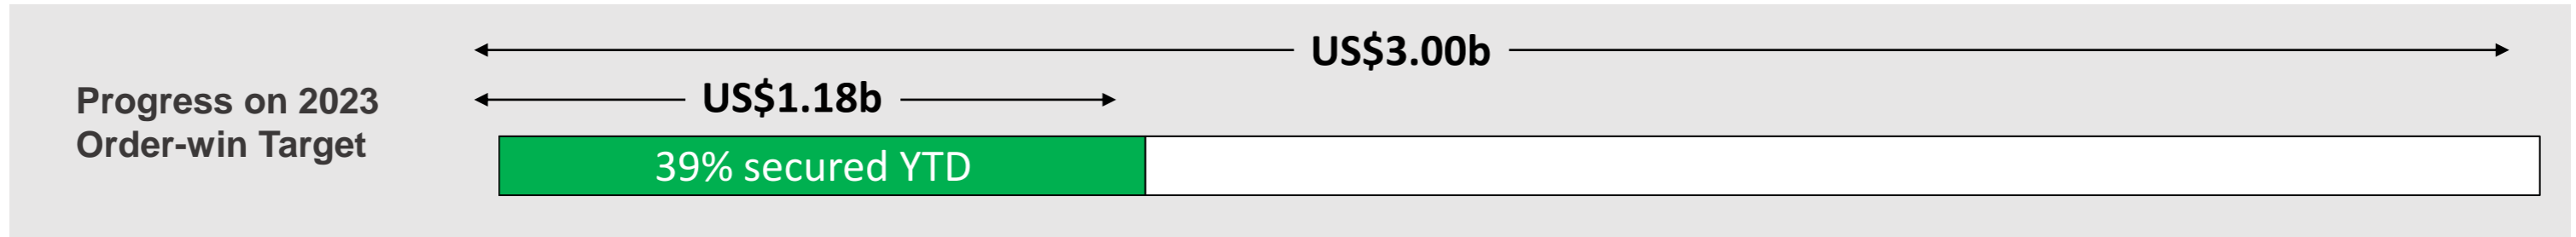 Progress on 2023
Order-win Target
US$3.00b
US$1.18b
39% secured YTD